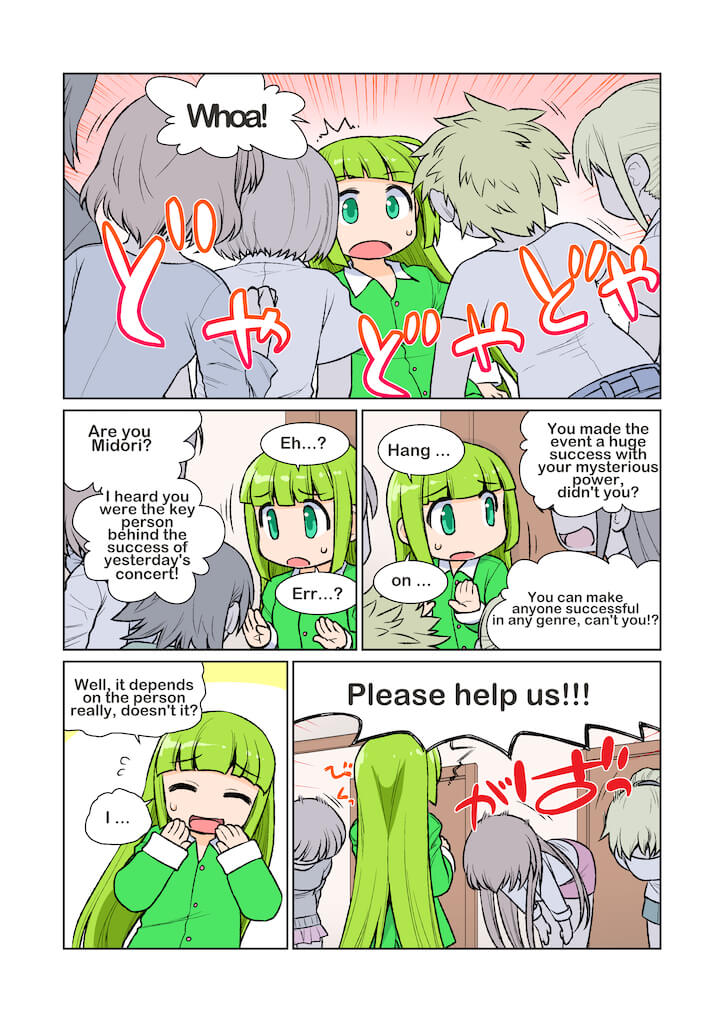 Whoa!
どやどやどや
Are you
Midori?
I heard you
were the key
person
behind the
success of
yesterday's
concert!
Eh...?
Err...?
Hang ...
on ...
You made the
event a huge
success with
your mysterious
power,
didn't you?
You can make
anyone successful
in any genre, can't you!?
Well, it depends
on the person
really, doesn't it?
I ...
Please help us!!!
びくっ
がばっ